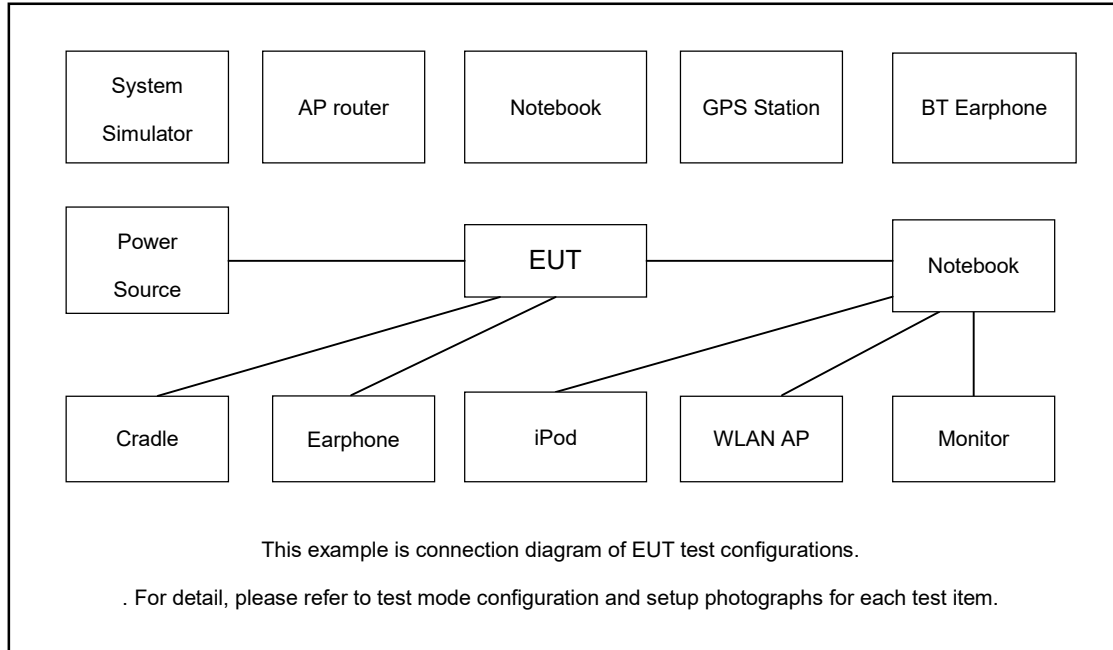 System
Simulator
AP router
Notebook
GPS Station
BT Earphone
Power
Source
EUT
Notebook
Cradle
Earphone
iPod
WLAN AP
Monitor
This example is connection diagram of EUT test configurations.
. For detail, please refer to test mode configuration and setup photographs for each test item.